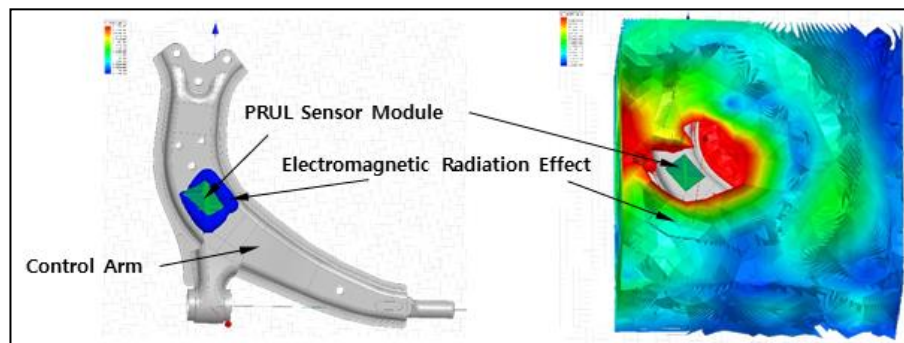 PRUL Sensor Module
Electromagnetic Radiation Effect
Control Arm